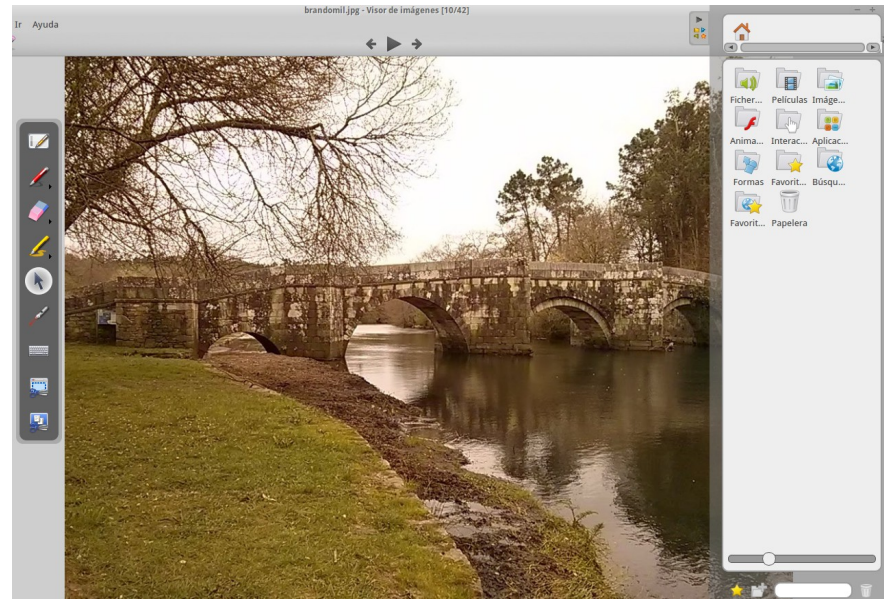 brandomil.jpg - Visor de imágenes [10/42]
Ir Ayuda
Ficher... Películas Imáge...
Anima... Interac... Aplicac...
Formas Favorit... Búsqu...
Favorit... Papelera